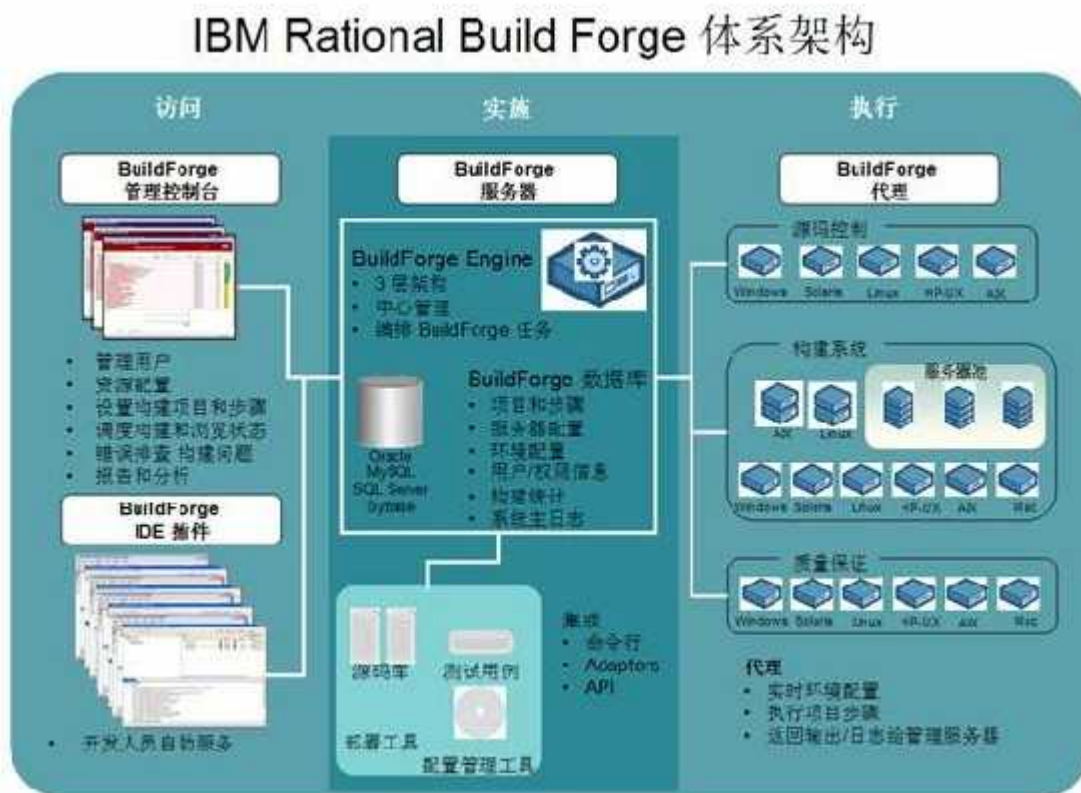 IBM Rational Build Forge 体系架构
访问
实施
执行
BuildForge
管理控制台
BuildForge
服务器
BuildForge
代理
• 管理用户
• 资源配置
• 设置构建项目和步骤
• 调度构建和浏览状态
• 错误排查 构建问题
• 报告和分析
BuildForge
IDE 插件
• 开发人员自助服务
BuildForge Engine
• 3 层架构
• 中心管理
• 编排 BuildForge 任务
Oracle
MySQL
SQL Server
Sybase
BuildForge 数据库
• 项目和步骤
• 服务器配置
• 环境配置
• 用户/权限信息
• 构建统计
• 系统主日志
源码库
测试用例
部署工具
配置管理工具
集成
• 命令行
• Adaptors
• API
源码控制
Windows Solaris Linux HP-UX AIX
构建系统
服务器池
AIX Linux
Windows Solaris Linux HP-UX AIX Mac
质量保证
Windows Solaris Linux HP-UX AIX Mac
代理
• 实时环境配置
• 执行项目步骤
• 返回输出/日志给管理服务器